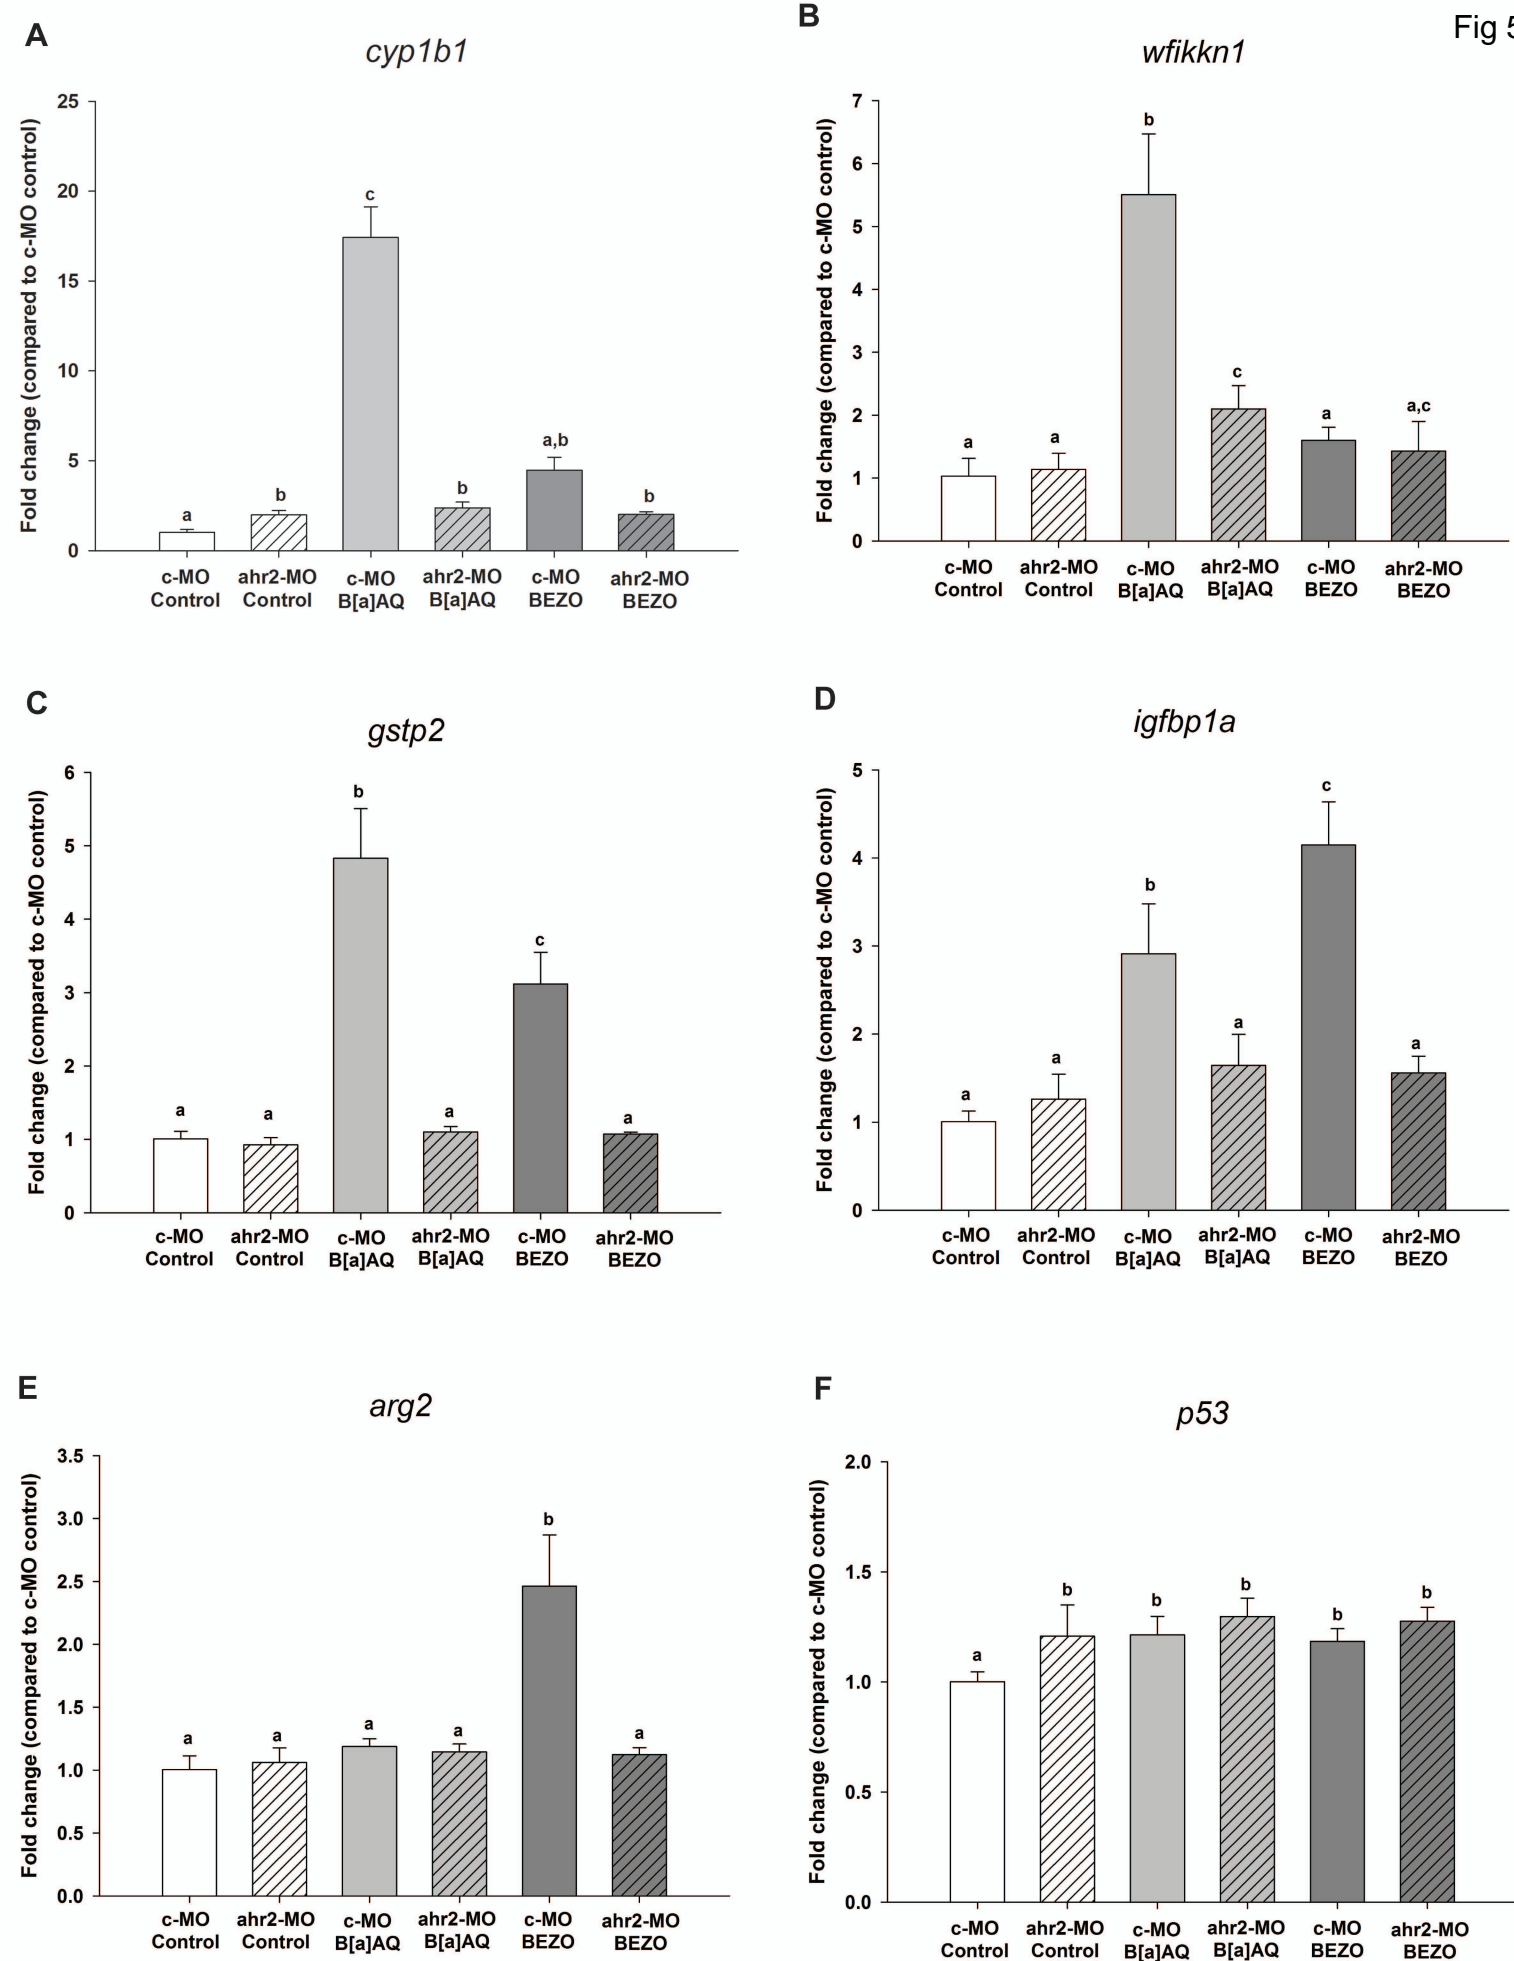 Fig 5
A
cyp1b1
Fold change (compared to c-MO control)
25
20
15
10
5
0
a
b
c
b
a,b
b
c-MO
Control
ahr2-MO
Control
c-MO
B[a]AQ
ahr2-MO
B[a]AQ
c-MO
BEZO
ahr2-MO
BEZO
B
wfikkn1
Fold change (compared to c-MO control)
7
6
5
4
3
2
1
0
a
a
b
c
a
a,c
c-MO
Control
ahr2-MO
Control
c-MO
B[a]AQ
ahr2-MO
B[a]AQ
c-MO
BEZO
ahr2-MO
BEZO
C
gstp2
Fold change (compared to c-MO control)
6
5
4
3
2
1
0
a
a
b
a
c
a
c-MO
Control
ahr2-MO
Control
c-MO
B[a]AQ
ahr2-MO
B[a]AQ
c-MO
BEZO
ahr2-MO
BEZO
D
igfbp1a
Fold change (compared to c-MO control)
5
4
3
2
1
0
a
a
b
a
c
a
c-MO
Control
ahr2-MO
Control
c-MO
B[a]AQ
ahr2-MO
B[a]AQ
c-MO
BEZO
ahr2-MO
BEZO
E
arg2
Fold change (compared to c-MO control)
3.5
3.0
2.5
2.0
1.5
1.0
0.5
0.0
a
a
a
a
b
a
c-MO
Control
ahr2-MO
Control
c-MO
B[a]AQ
ahr2-MO
B[a]AQ
c-MO
BEZO
ahr2-MO
BEZO
F
p53
Fold change (compared to c-MO control)
2.0
1.5
1.0
0.5
0.0
a
b
b
b
b
b
c-MO
Control
ahr2-MO
Control
c-MO
B[a]AQ
ahr2-MO
B[a]AQ
c-MO
BEZO
ahr2-MO
BEZO